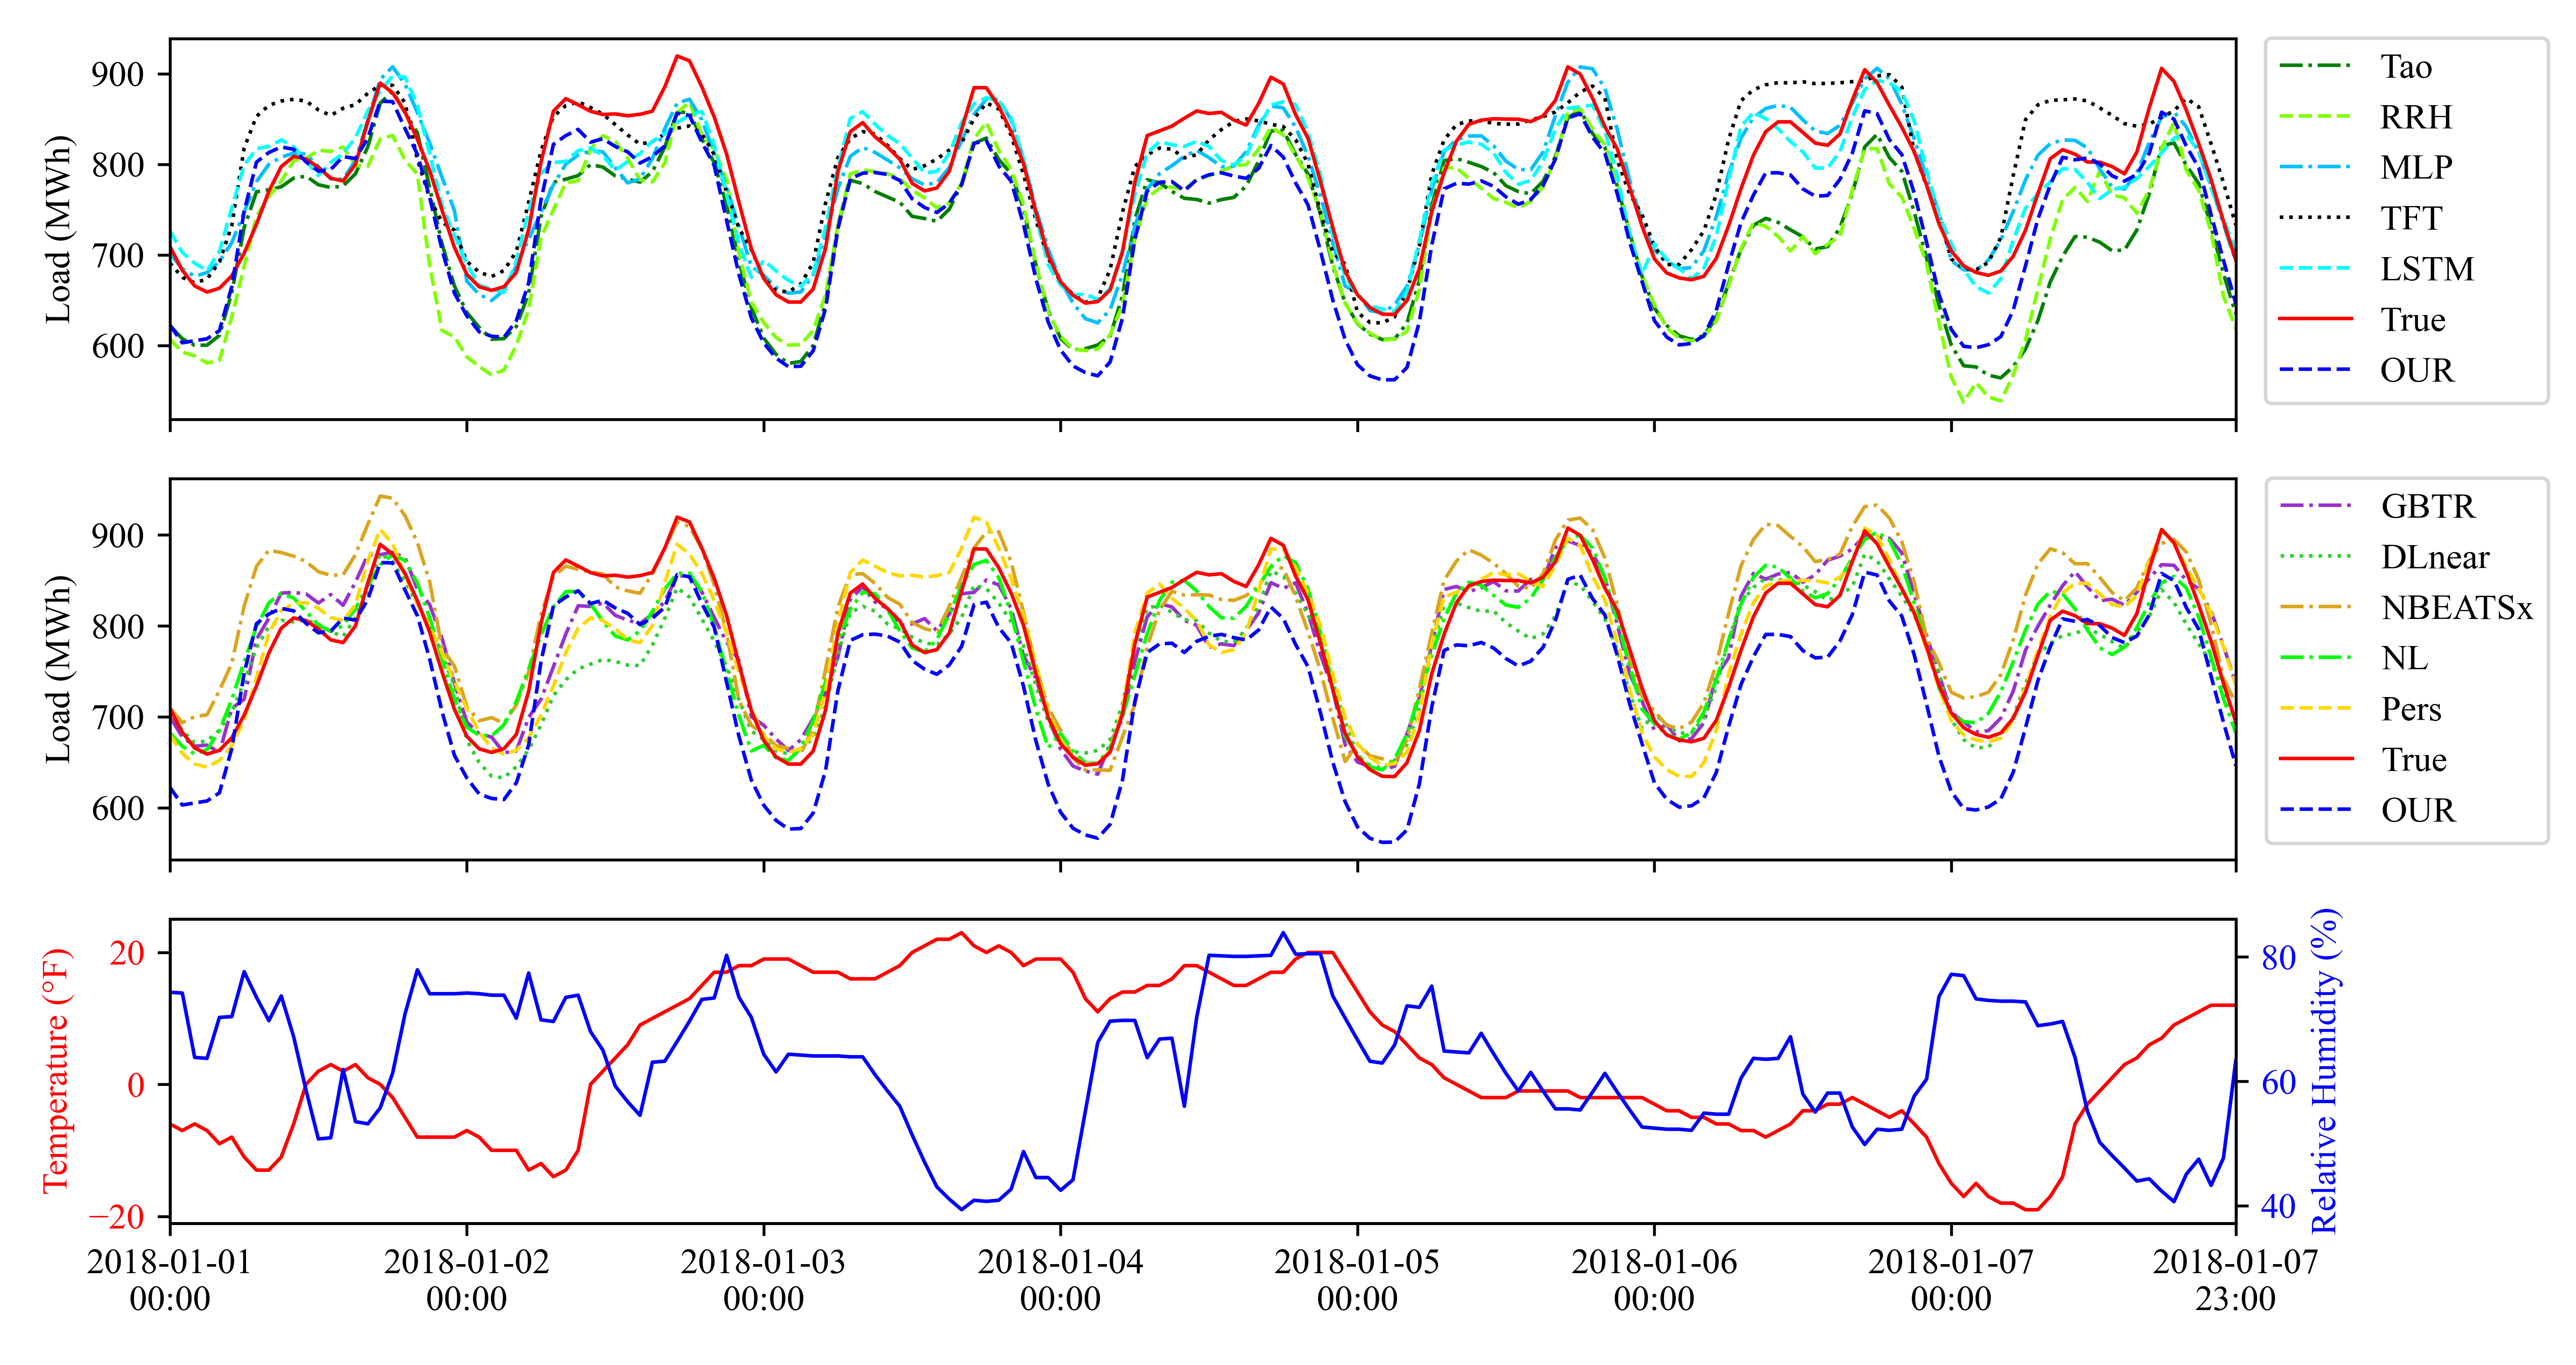 900
800
700
600
Load (MWh)
Tao
RRH
MLP
TFT
LSTM
True
OUR
900
800
700
600
Load (MWh)
GBTR
DLnear
NBEATSx
NL
Pers
True
OUR
20
0
−20
Temperature (°F)
80
60
40
Relative Humidity (%)
2018-01-01 2018-01-02 2018-01-03 2018-01-04 2018-01-05 2018-01-06 2018-01-07 2018-01-07
00:00 00:00 00:00 00:00 00:00 00:00 00:00 23:00